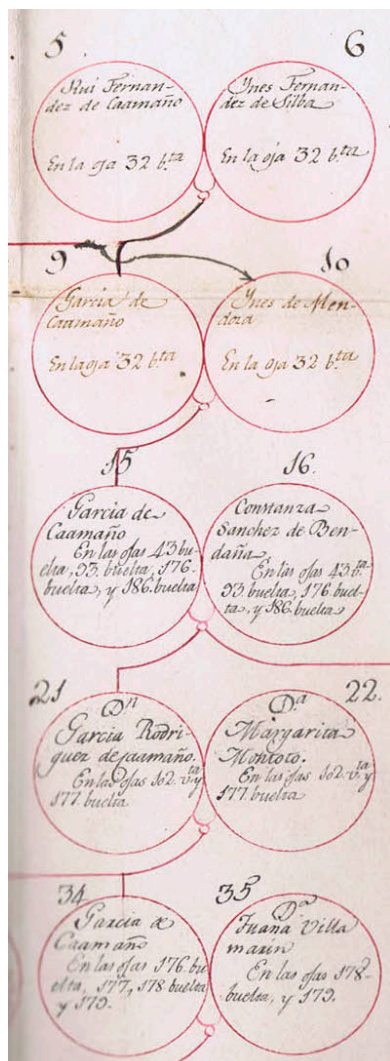 5
6
Rui Fernan-
dez de Caamaño
En la oja 32 b.ta
Ynes Fernan-
dez de Silba
En la oja 32 b.ta
9
10
Garcia de
Caamaño
En la oja 32 b.ta
Ynes de Men-
doza
En la oja 32 b.ta
15
16.
Garcia de
Caamaño
En las ojas 43 bu-
elta, 93. buelta, 176
buelta, y 186 buelta
Constanza
Sanchez de Ben-
daña
En las ojas 43. b.ta
93 buelta, 176 buel-
ta, y 186 buelta
21
22.
Dn
Garcia Rodri-
guez de Jaamaño.
En las ojas 162 v.ta y
177 buelta
D.a
Margarita
Montoto.
En las ojas 162 v.ta y
177 buelta
34
35
Garcia de
Caamaño
En las ojas 176 bu-
elta, 177, 178 buelta
y 179.
D.a
Juana Villa
marin
En las ojas 178
buelta, y 179.